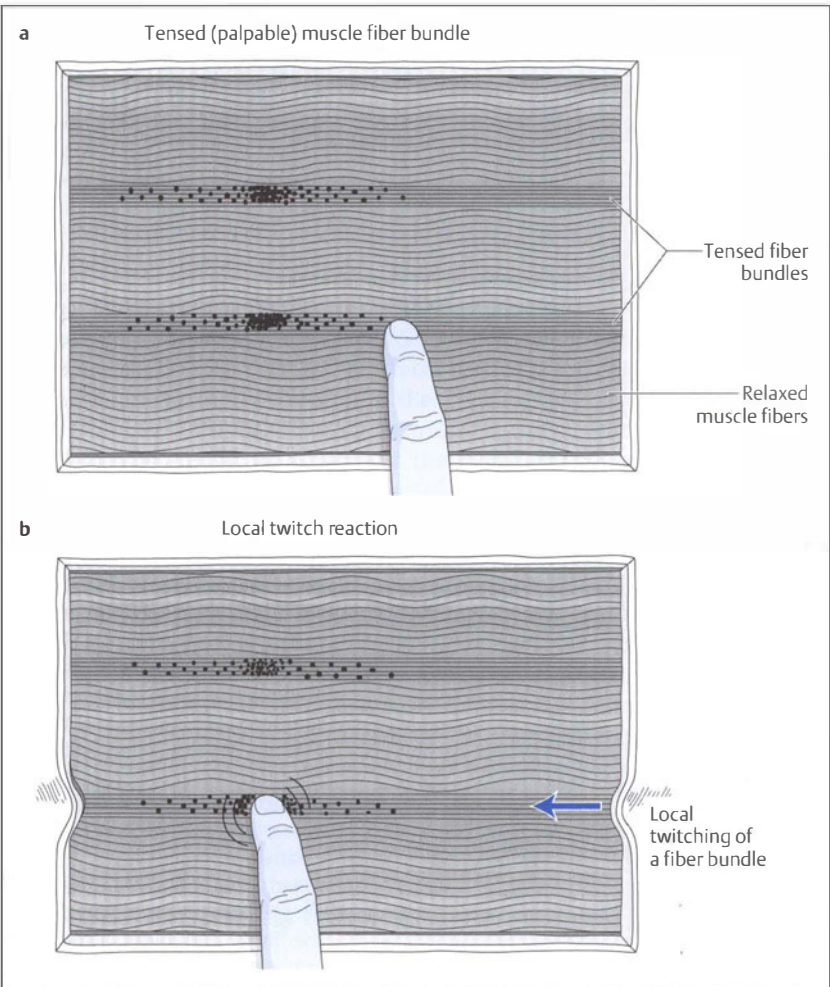 a
Tensed (palpable) muscle fiber bundle
Tensed fiber
bundles
Relaxed
muscle fibers
b
Local twitch reaction
Local
twitching of
a fiber bundle